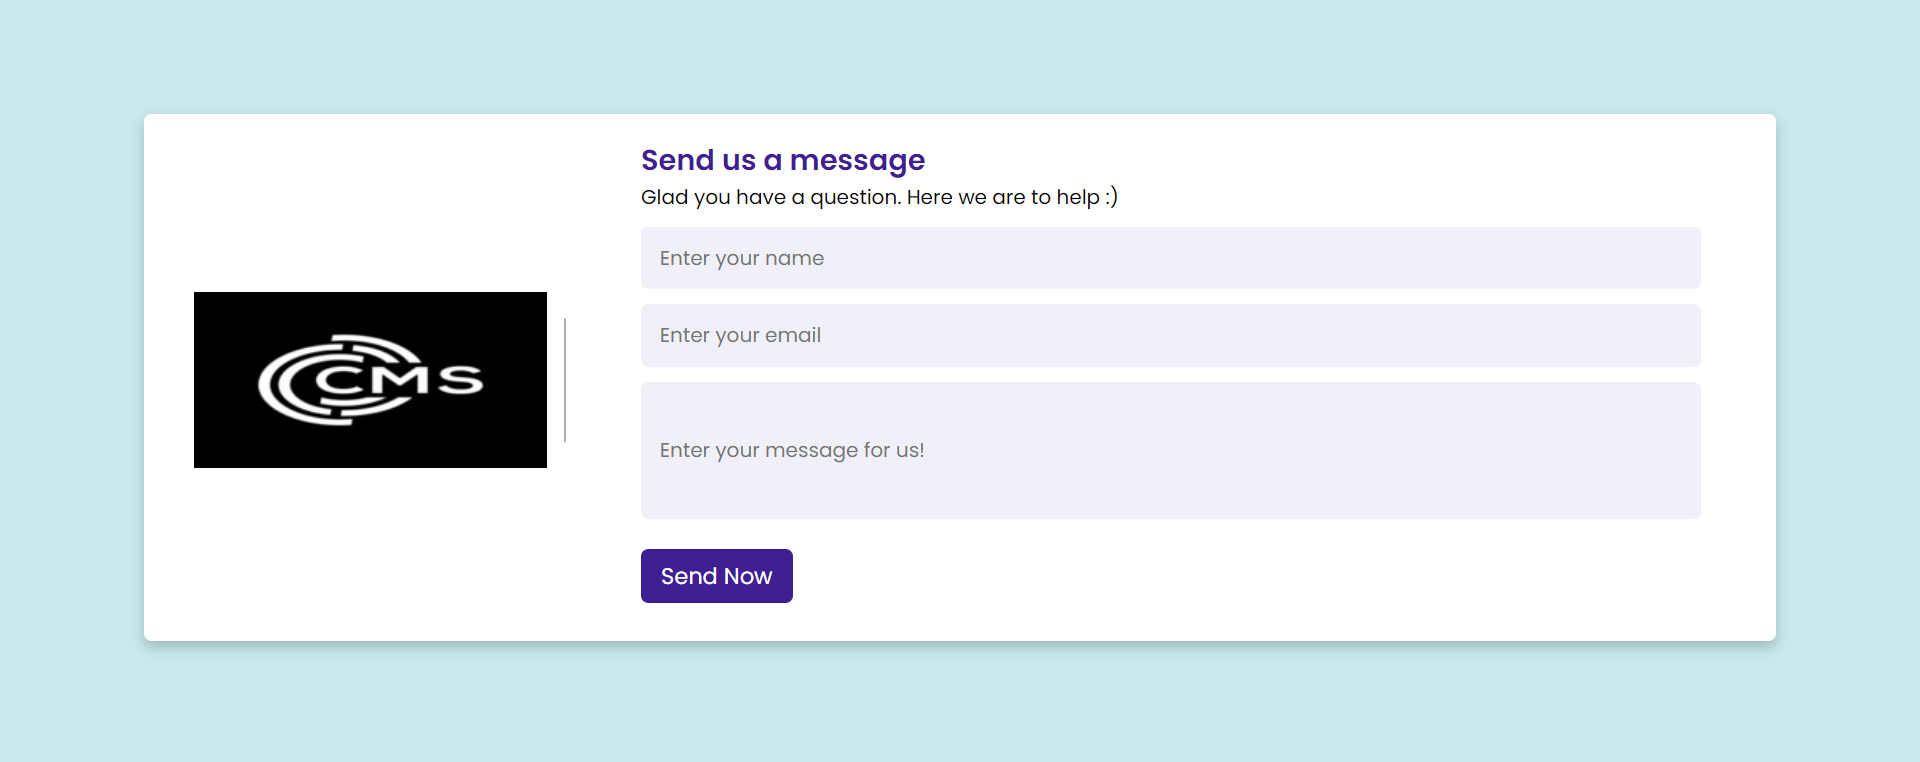 Send us a message
Glad you have a question. Here we are to help :)
Enter your name
Enter your email
CMS
Enter your message for us!
Send Now